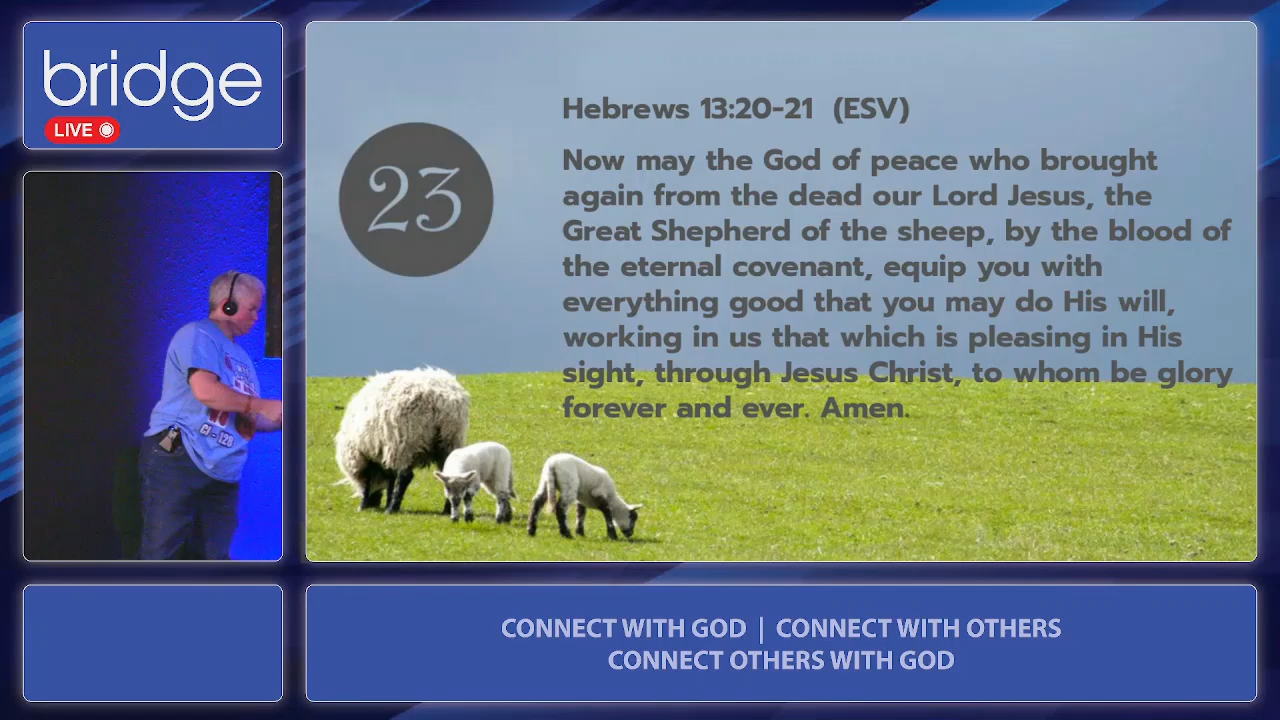 bridge
LIVE
23
Hebrews 13:20-21 (ESV)
Now may the God of peace who brought
again from the dead our Lord Jesus, the
Great Shepherd of the sheep, by the blood of
the eternal covenant, equip you with
everything good that you may do His will,
working in us that which is pleasing in His
sight, through Jesus Christ, to whom be glory
forever and ever. Amen.
CONNECT WITH GOD | CONNECT WITH OTHERS
CONNECT OTHERS WITH GOD